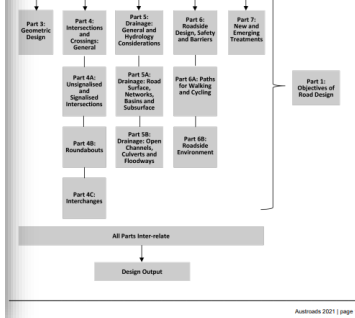 Part 3:
Geometric
Design
Part 4:
Intersections
and
Crossings:
General
Part 5:
Drainage:
General and
Hydrology
Considerations
Part 6:
Roadside
Design, Safety
and Barriers
Part 7:
New and
Emerging
Treatments
Part 4A:
Unsignalised
and
Signalised
Intersections
Part 5A:
Drainage: Road
Surface,
Networks,
Basins and
Subsurface
Part 6A: Paths
for Walking
and Cycling
Part 1:
Objectives of
Road Design
Part 4B:
Roundabouts
Part 5B:
Drainage: Open
Channels,
Culverts and
Floodways
Part 6B:
Roadside
Environment
Part 4C:
Interchanges
All Parts Inter-relate
Design Output
Austroads 2021 | page